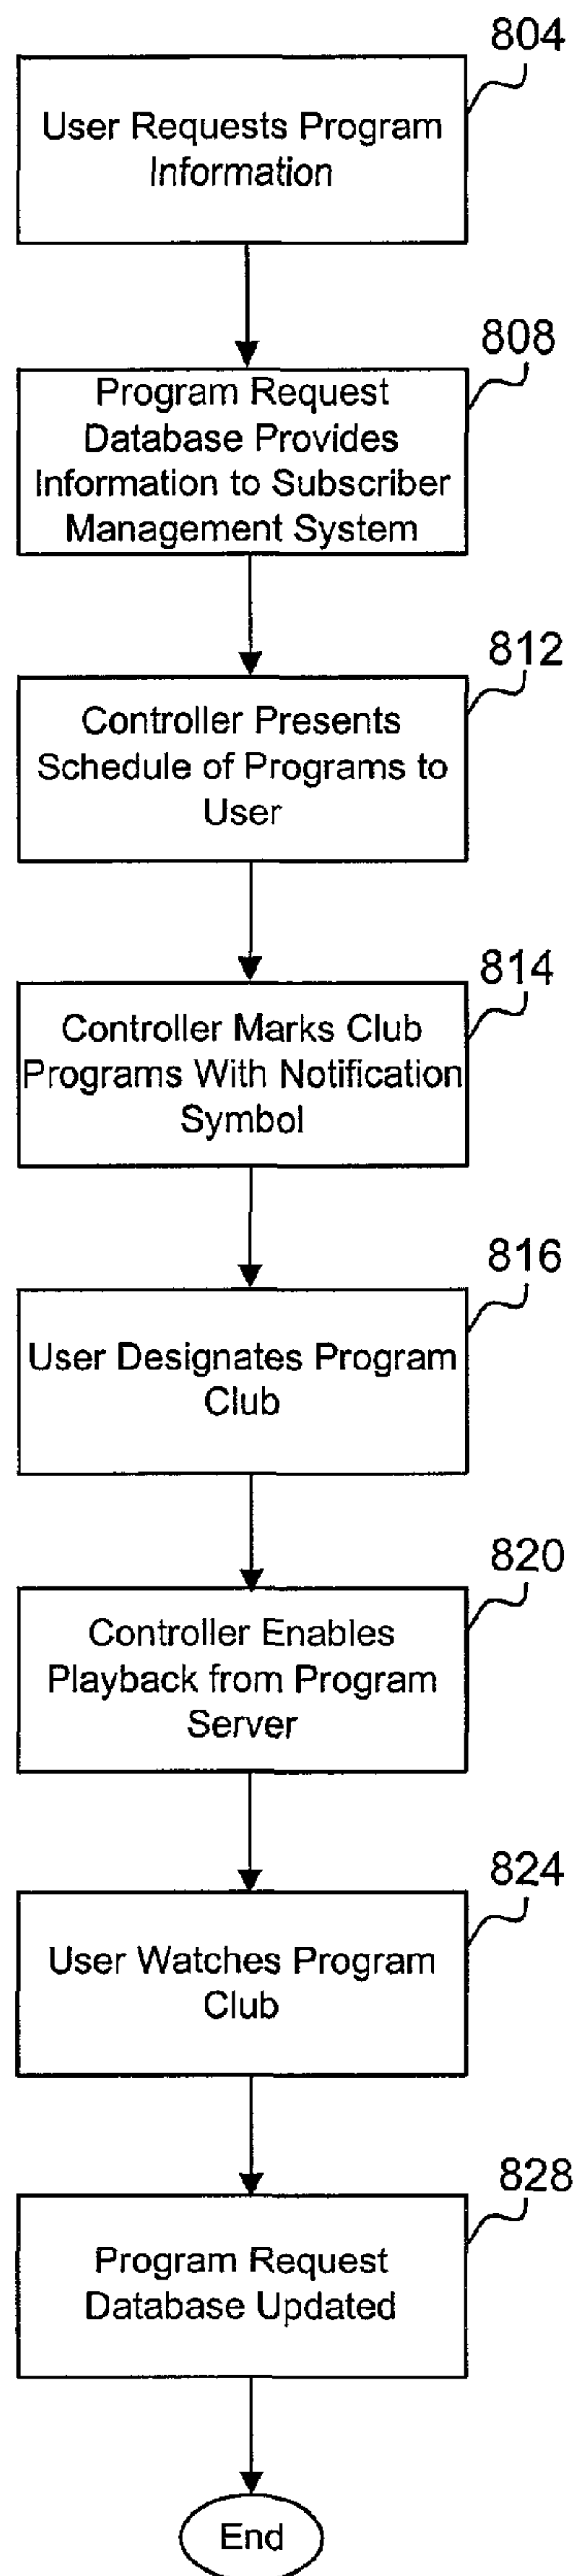 804
User Requests Program
Information
808
Program Request
Database Provides
Information to Subscriber
Management System
812
Controller Presents
Schedule of Programs to
User
814
Controller Marks Club
Programs With Notification
Symbol
816
User Designates Program
Club
820
Controller Enables
Playback from Program
Server
824
User Watches Program
Club
828
Program Request
Database Updated
End